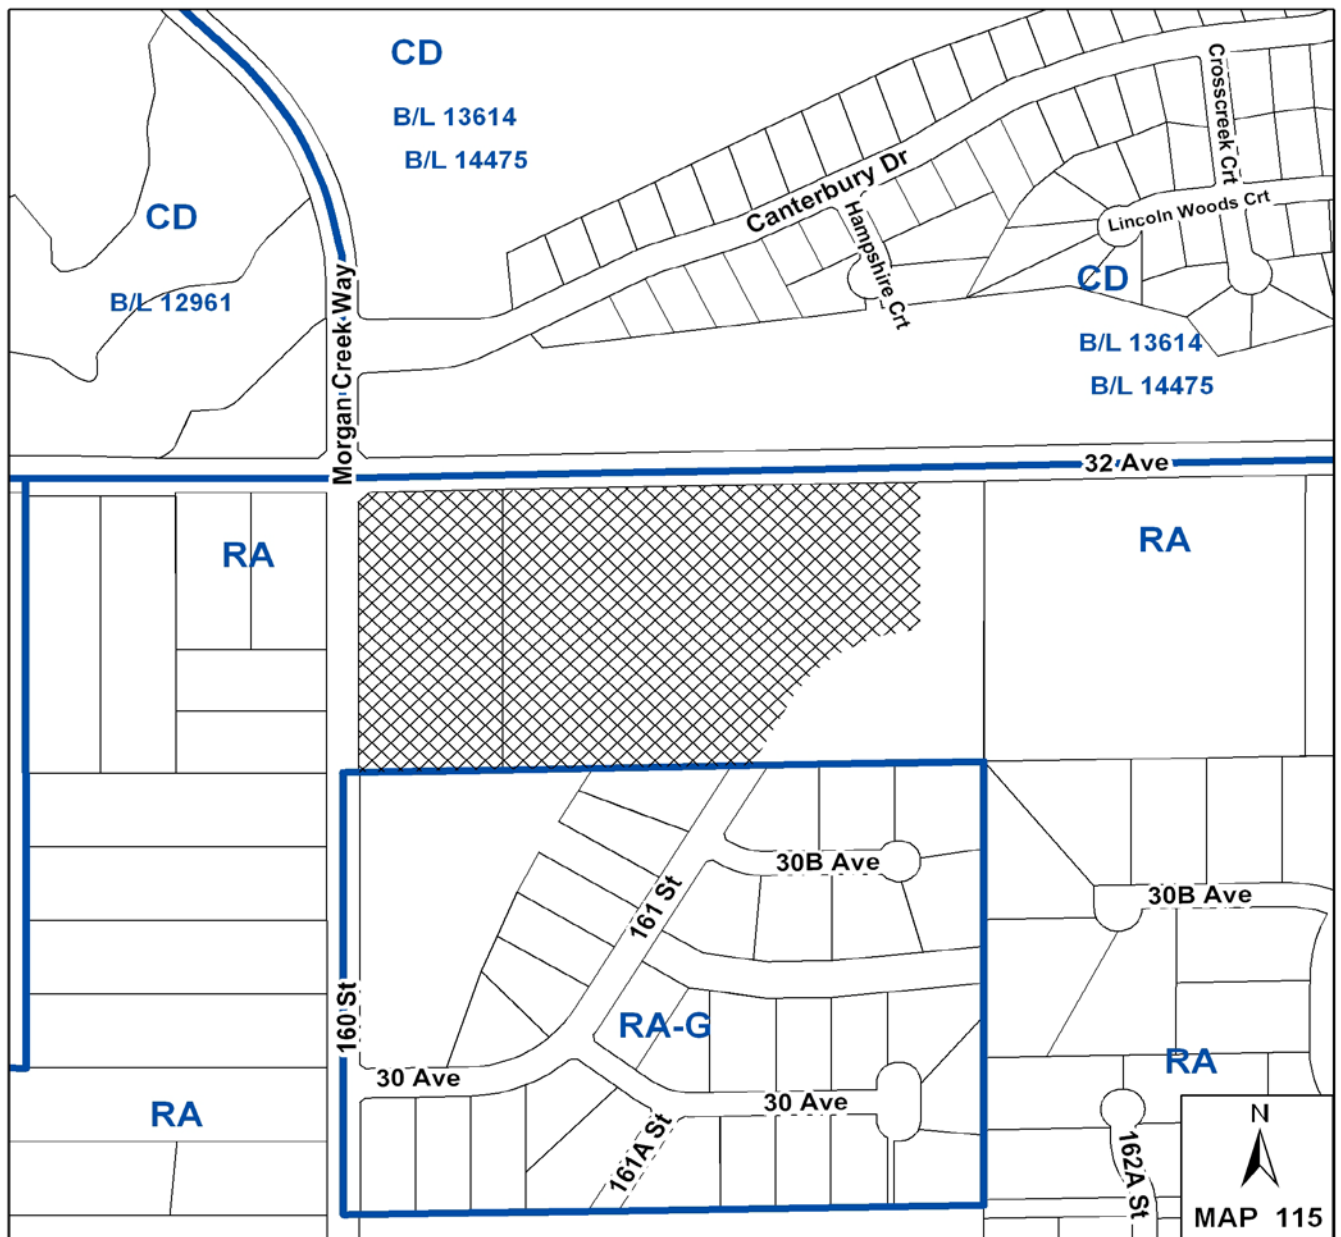 CD
B/L 13614
B/L 14475
Crosscreek Crt
Canterbury Dr
Lincoln Woods Crt
Hampshire Crt
CD
B/L 12961
CD
B/L 13614
B/L 14475
Morgan Creek Way
32 Ave
RA
RA
30B Ave
161 St
30B Ave
160 St
RA-G
30 Ave
30 Ave
161A St
RA
RA
162A St
N
MAP 115